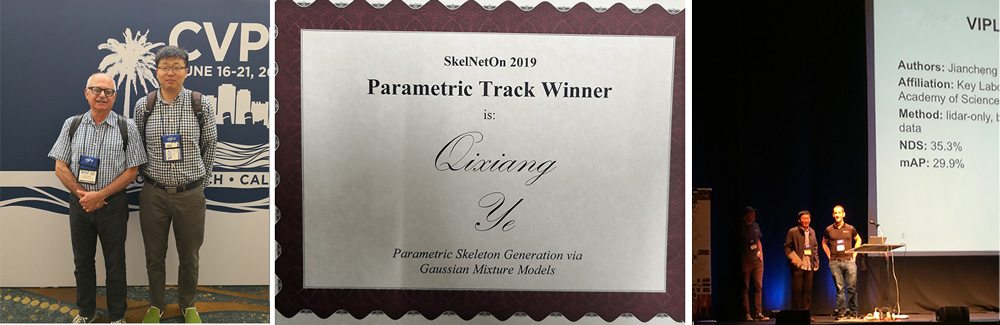 CVP
JUNE 16-21, 20
CH • CAL
SkelNetOn 2019
Parametric Track Winner
is:
Qixiang
Ye
Parametric Skeleton Generation via
Gaussian Mixture Models
VIPL
Authors: Jiancheng
Affiliation: Key Labo
Academy of Science
Method: lidar-only, b
data
NDS: 35.3%
mAP: 29.9%